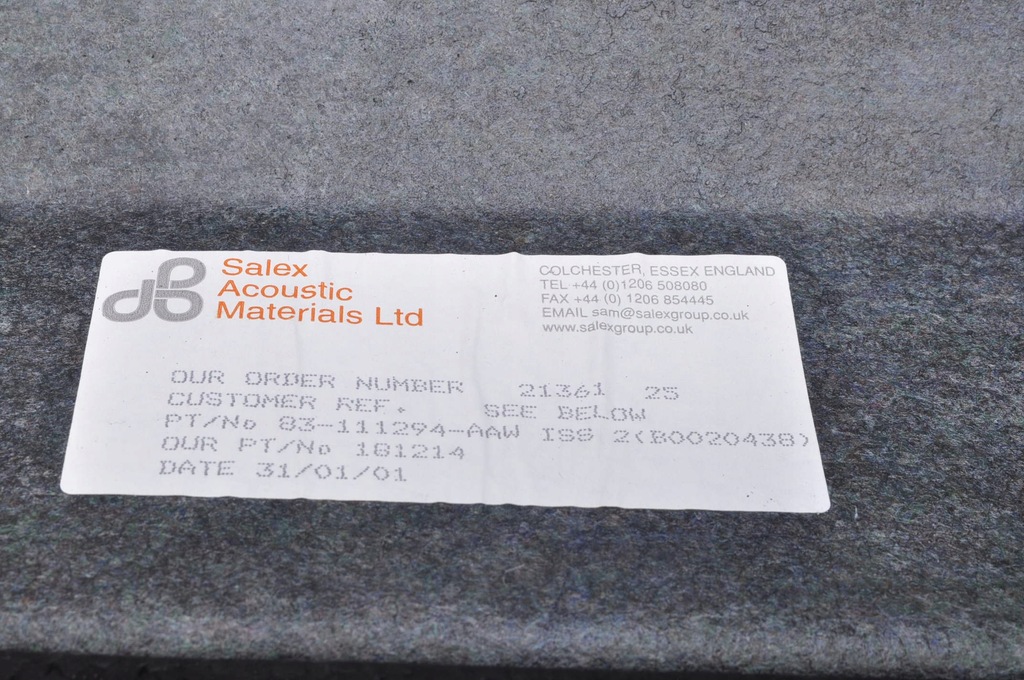 dB
Salex
Acoustic
Materials Ltd
COLCHESTER, ESSEX ENGLAND
TEL +44 (0)1206 508080
FAX +44 (0) 1206 854445
EMAIL sam@salexgroup.co.uk
www.salexgroup.co.uk
OUR ORDER NUMBER 21361 25
CUSTOMER REF. SEE BELOW
PT/No 83-111294-AAW ISS 2(B0020438)
OUR PT/No 181214
DATE 31/01/01